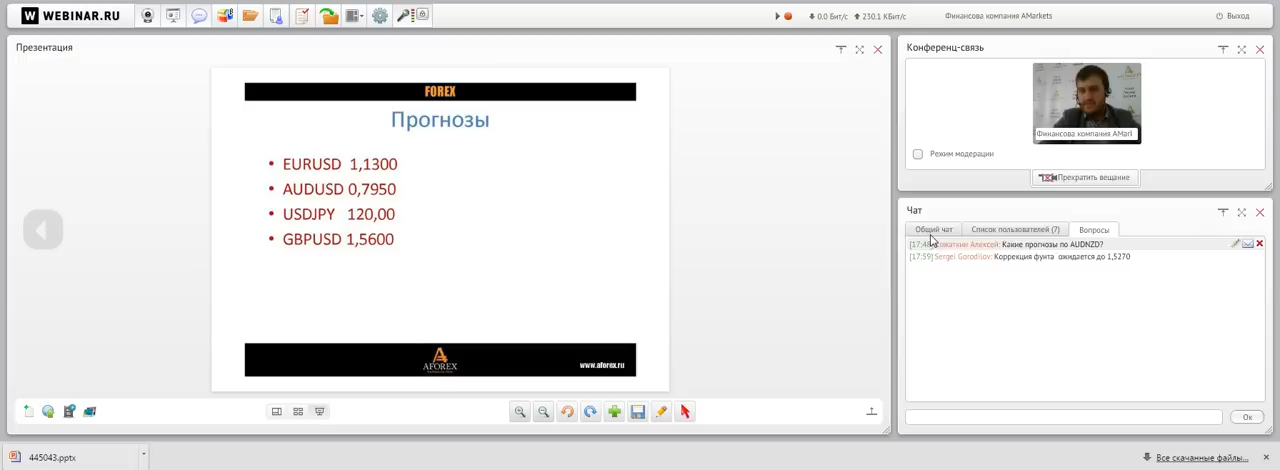 WEBINAR.RU
0.0 Бит/с
230.1 КБит/с
Финансова компания AMarkets
Выход
Презентация
FOREX
Прогнозы
• EURUSD 1,1300
• AUDUSD 0,7950
• USDJPY 120,00
• GBPUSD 1,5600
AFOREX
www.aforex.ru
Конференц-связь
Финансова компания AMarl
Режим модерации
Прекратить вещание
Чат
Общий чат
Список пользователей (7)
Вопросы
Алексей: Какие прогнозы по AUDNZD?
[17:59] Sergei Gorodilov: Коррекция фунта ожидается до 1,5270
Ок
445043.pptx
Все скачанные файлы...